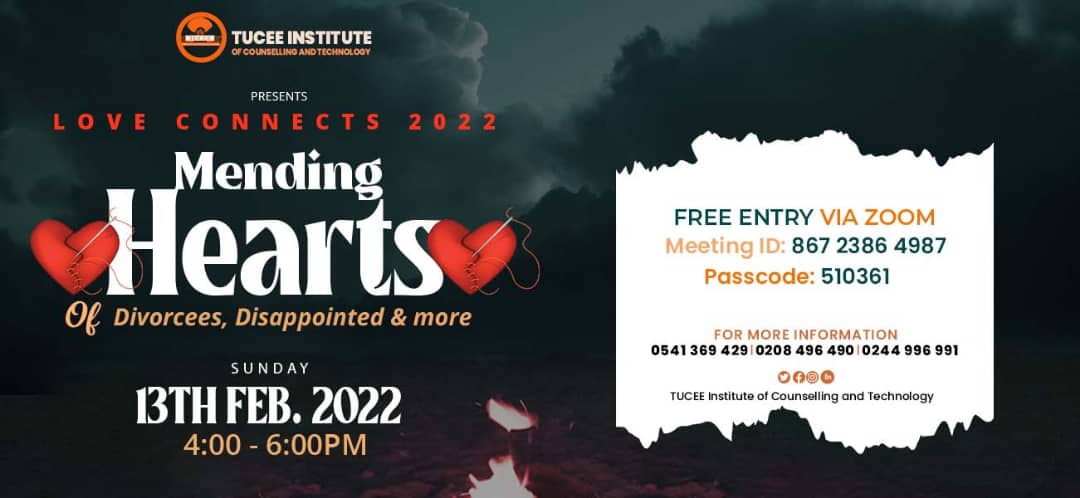 TUCEE INSTITUTE
OF COUNSELLING AND TECHNOLOGY
PRESENTS
LOVE CONNECTS 2022
Mending
Hearts
Of Divorcees, Disappointed & more
SUNDAY
13TH FEB. 2022
4:00 - 6:00PM
FREE ENTRY VIA ZOOM
Meeting ID: 867 2386 4987
Passcode: 510361
FOR MORE INFORMATION
0541 369 429|0208 496 490|0244 996 991
TUCEE Institute of Counselling and Technology